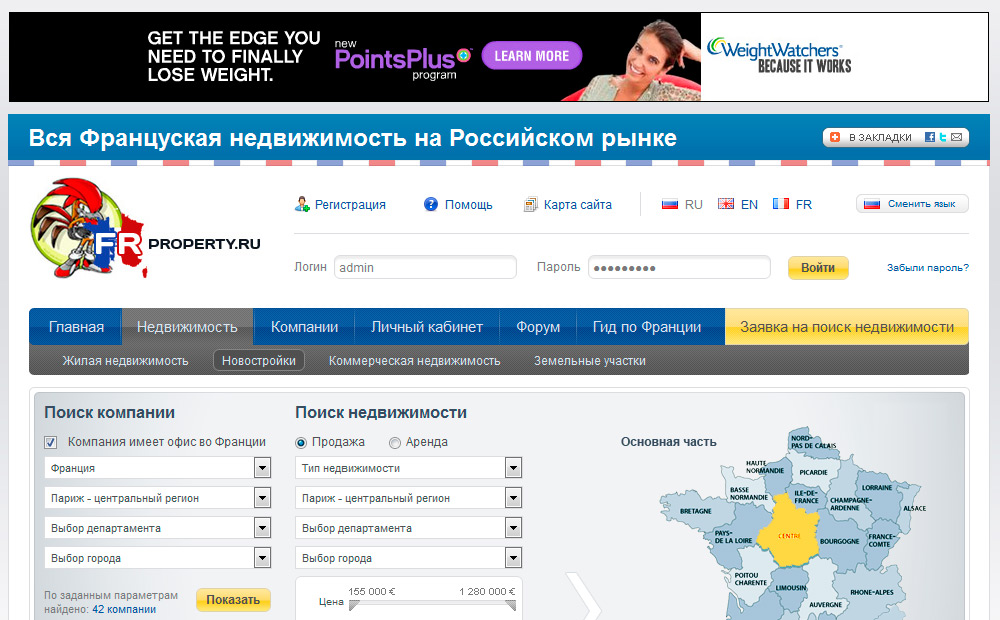 GET THE EDGE YOU
NEED TO FINALLY
LOSE WEIGHT.
new
PointsPlus
program
LEARN MORE
WeightWatchers
BECAUSE IT WORKS
Вся Француская недвижимость на Российском рынке
В ЗАКЛАДКИ
FR PROPERTY.RU
Регистрация
Помощь
Карта сайта
RU
EN
FR
Сменить язык
Логин
admin
Пароль
Войти
Забыли пароль?
Главная
Недвижимость
Компании
Личный кабинет
Форум
Гид по Франции
Заявка на поиск недвижимости
Жилая недвижимость
Новостройки
Коммерческая недвижимость
Земельные участки
Поиск компании
Компания имеет офис во Франции
Франция
Париж - центральный регион
Выбор департамента
Выбор города
По заданным параметрам
найдено: 42 компании
Показать
Поиск недвижимости
Продажа
Аренда
Тип недвижимости
Париж - центральный регион
Выбор департамента
Выбор города
Цена
155 000 €
1 280 000 €
Основная часть
NORD-
PAS DE CALAIS
HAUTE
NORMANDIE
PICARDIE
BASSE
NORMANDIE
ILE-DE-
FRANCE
CHAMPAGNE-
ARDENNE
LORRAINE
ALSACE
BRETAGNE
PAYS-
DE LA LOIRE
CENTRE
BOURGOGNE
FRANCE-
COMTE
POITOU
CHARENTE
LIMOUSIN
AUVERGNE
RHONE-ALPES